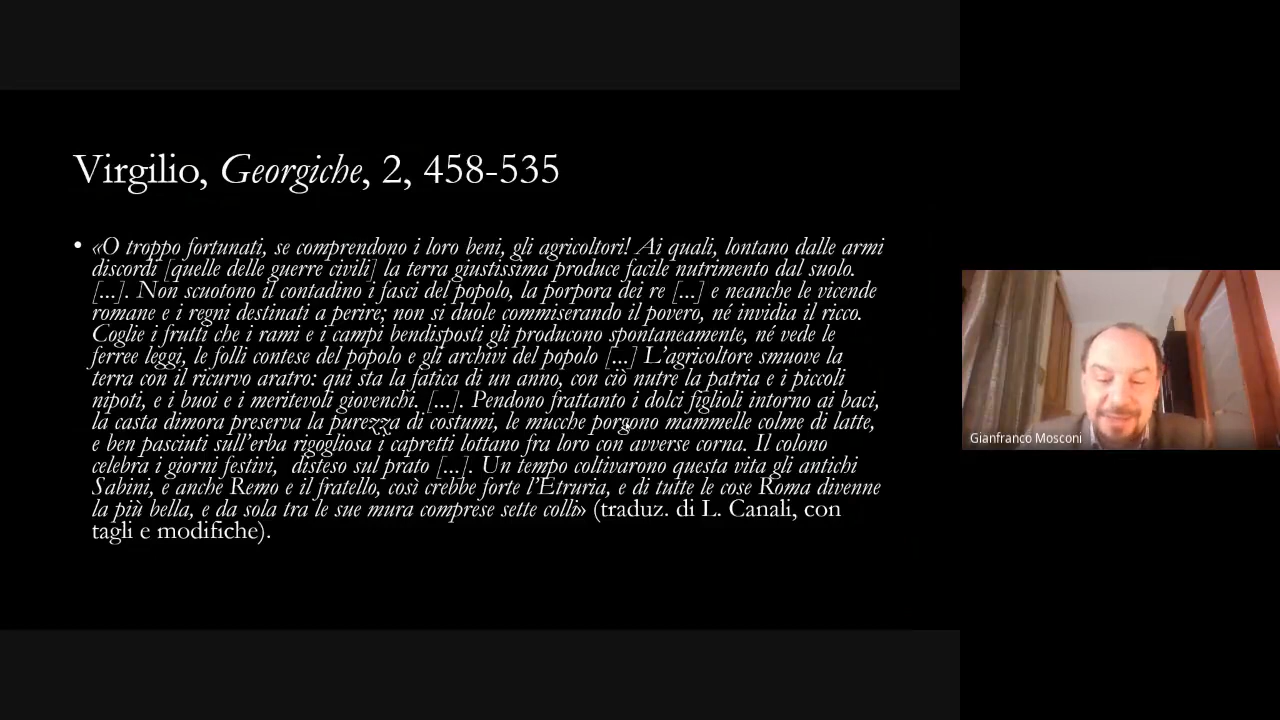 Virgilio, Georgiche, 2, 458-535
• «O troppo fortunati, se comprendono i loro beni, gli agricoltori! Ai quali, lontano dalle armi
discordi [quelle delle guerre civili] la terra giustissima produce facile nutrimento dal suolo.
[...]. Non scuotono il contadino i fasci del popolo, la porpora dei re [...] e neanche le vicende
romane e i regni destinati a perire; non si duole commiserando il povero, né invidia il ricco.
Coglie i frutti che i rami e i campi bendisposti gli producono spontaneamente, né vede le
ferree leggi, le folli contese del popolo e gli archivi del popolo [...] L’agricoltore smuove la
terra con il ricurvo aratro: qui sta la fatica di un anno, con ciò nutre la patria e i piccoli
nipoti, e i buoi e i meritevoli giovenchi. [...]. Pendono frattanto i dolci figlioli intorno ai baci,
la casta dimora preserva la purezza di costumi, le mucche porgono mammelle colme di latte,
e ben pasciuti sull’erba rigogliosa i capretti lottano fra loro con avverse corna. Il colono
celebra i giorni festivi, disteso sul prato [...]. Un tempo coltivarono questa vita gli antichi
Sabini, e anche Remo e il fratello, così crebbe forte l’Etruria, e di tutte le cose Roma divenne
la più bella, e da sola tra le sue mura comprese sette colli» (traduz. di L. Canali, con
tagli e modifiche).
Gianfranco Mosconi